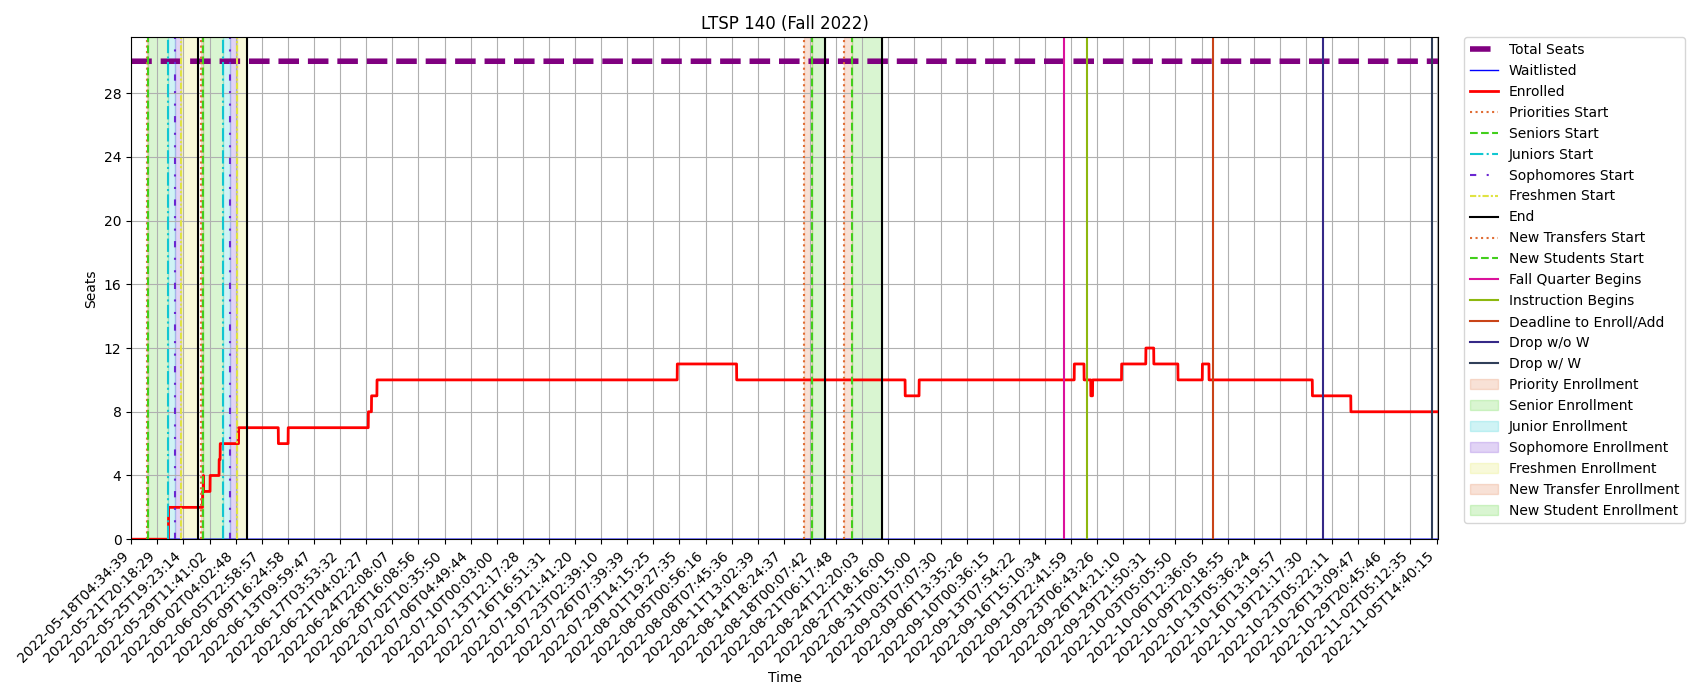 LTSP 140 (Fall 2022)
Seats
28
24
20
16
12
8
4
0
2022-05-18T04:34:39
2022-05-21T20:18:29
2022-05-25T19:23:14
2022-05-29T11:41:02
2022-06-02T04:02:48
2022-06-05T22:58:57
2022-06-09T16:24:58
2022-06-13T09:59:47
2022-06-17T03:53:32
2022-06-21T04:02:27
2022-06-24T22:08:07
2022-06-28T16:08:56
2022-07-02T10:35:50
2022-07-06T04:49:44
2022-07-10T00:03:00
2022-07-13T12:17:28
2022-07-16T16:51:31
2022-07-19T21:41:20
2022-07-23T02:39:10
2022-07-26T07:39:39
2022-07-29T14:15:25
2022-08-01T19:27:35
2022-08-05T00:56:16
2022-08-08T07:45:36
2022-08-11T13:02:39
2022-08-14T18:24:37
2022-08-18T00:07:42
2022-08-21T06:17:48
2022-08-24T12:20:03
2022-08-27T18:16:00
2022-08-31T00:15:00
2022-09-03T07:07:30
2022-09-06T13:35:26
2022-09-10T00:36:15
2022-09-13T07:54:22
2022-09-16T15:10:34
2022-09-19T22:41:59
2022-09-23T06:43:26
2022-09-26T14:21:10
2022-09-29T21:50:31
2022-10-03T05:05:50
2022-10-06T12:36:05
2022-10-09T20:18:55
2022-10-13T05:36:24
2022-10-16T13:19:57
2022-10-19T21:17:30
2022-10-23T05:22:11
2022-10-26T13:09:47
2022-10-29T20:45:46
2022-11-02T05:12:35
2022-11-05T14:40:15
Time
Total Seats
Waitlisted
Enrolled
Priorities Start
Seniors Start
Juniors Start
Sophomores Start
Freshmen Start
End
New Transfers Start
New Students Start
Fall Quarter Begins
Instruction Begins
Deadline to Enroll/Add
Drop w/o W
Drop w/ W
Priority Enrollment
Senior Enrollment
Junior Enrollment
Sophomore Enrollment
Freshmen Enrollment
New Transfer Enrollment
New Student Enrollment